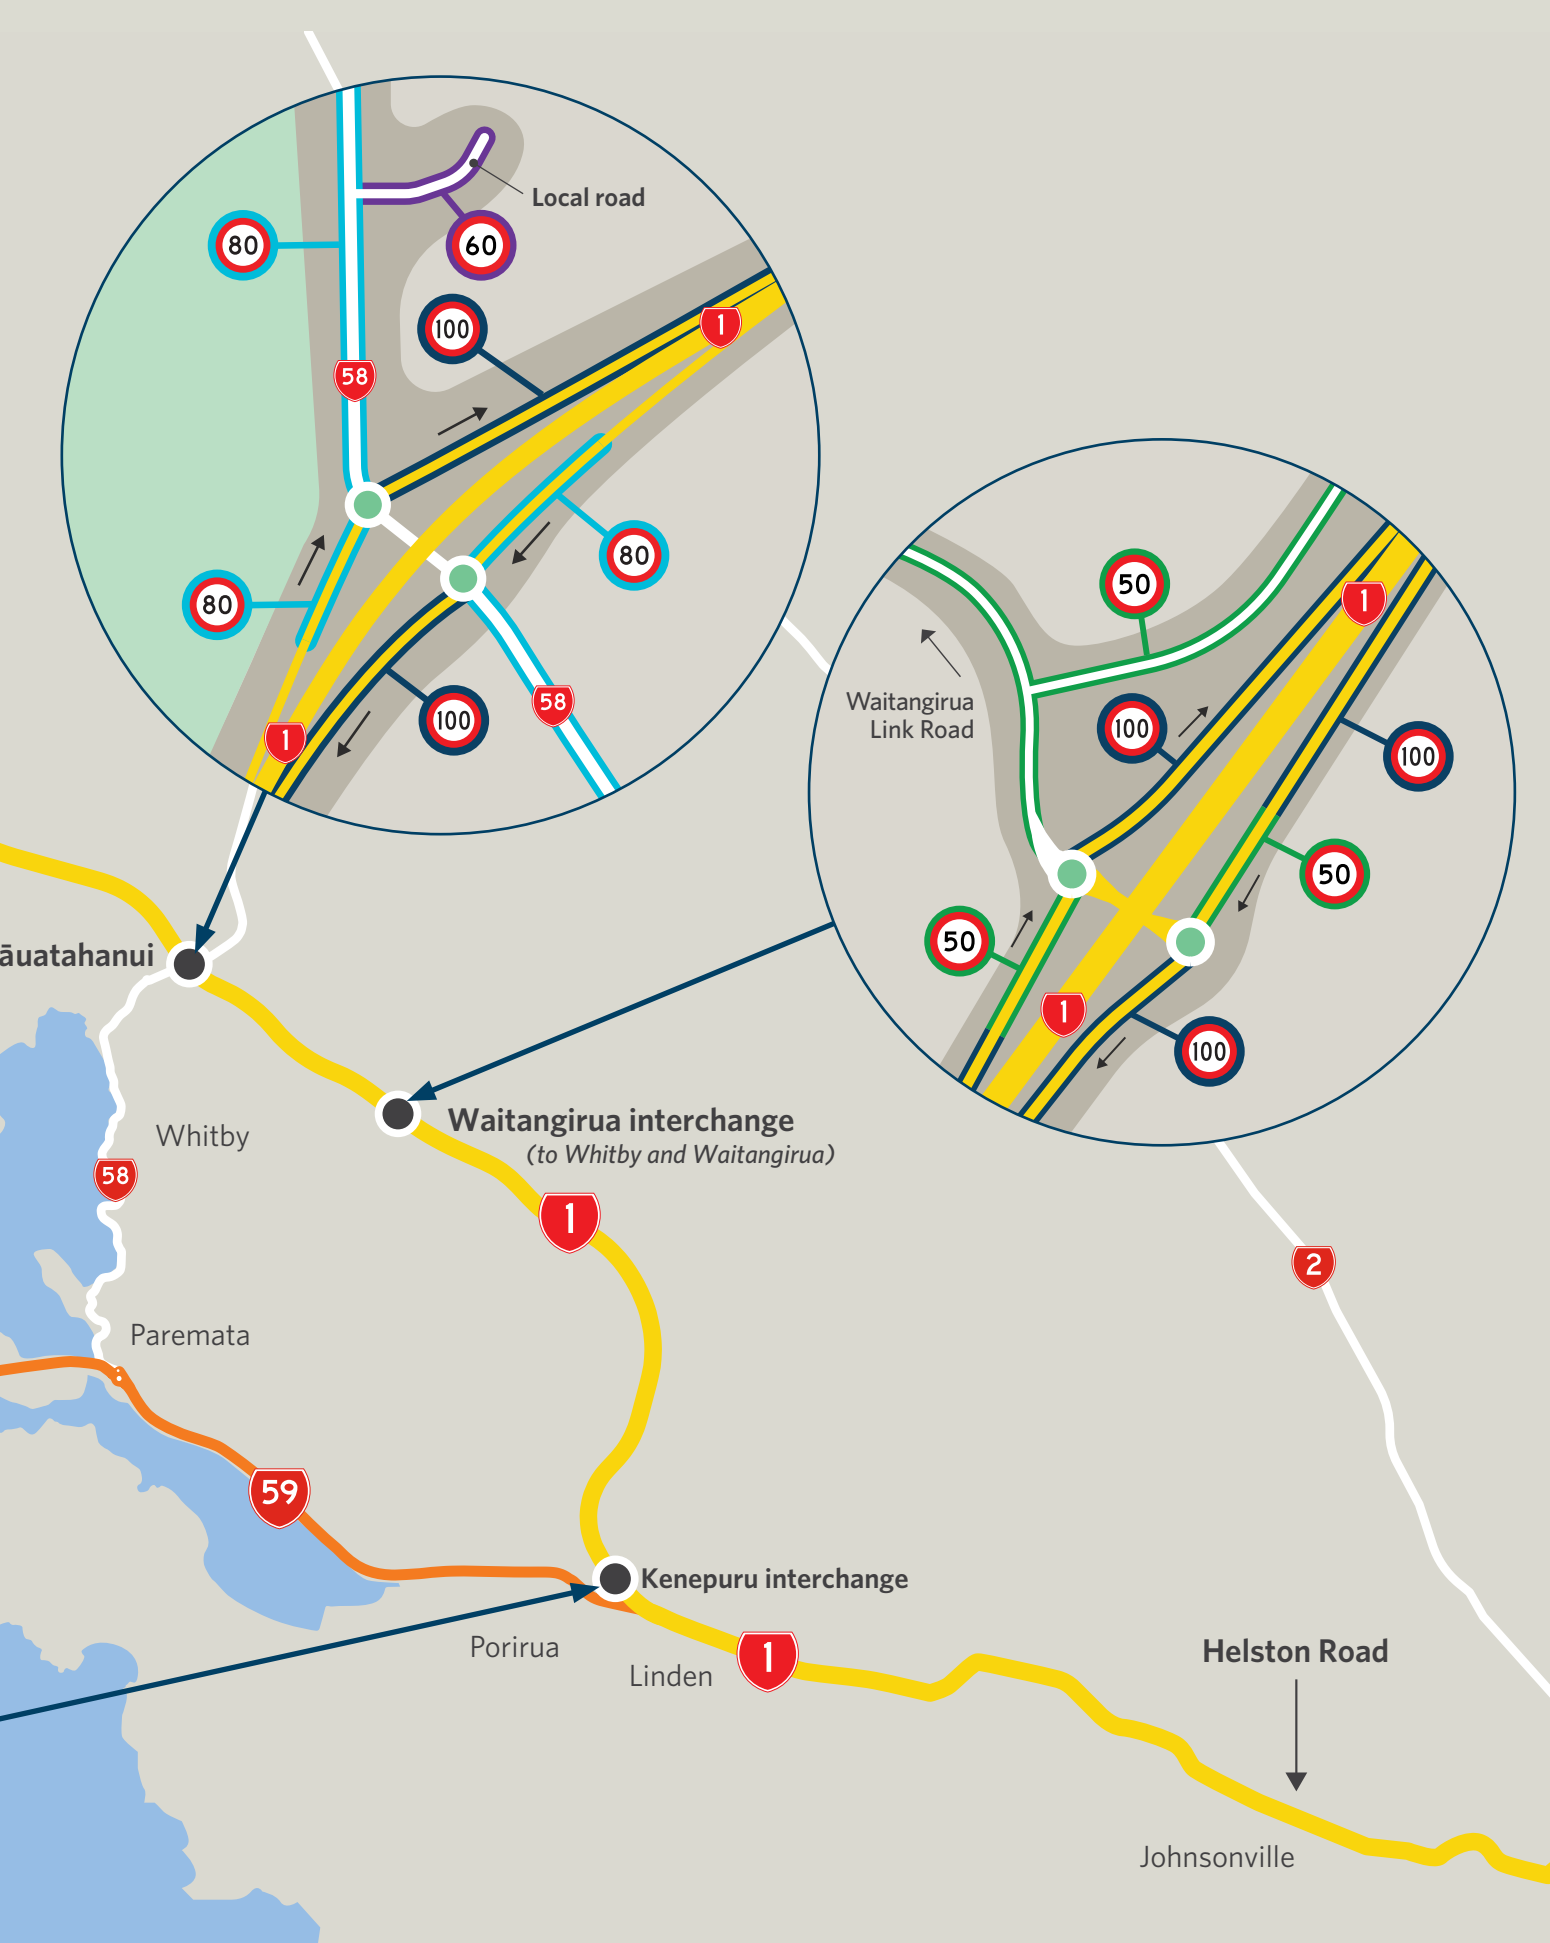 Local road
80
60
100
1
58
80
80
58
100
1
50
1
Waitangirua
Link Road
100
100
50
50
1
100
āuatahanui
Waitangirua interchange
(to Whitby and Waitangirua)
Whitby
58
1
2
Paremata
59
Kenepuru interchange
Porirua
Linden
1
Helston Road
Johnsonville